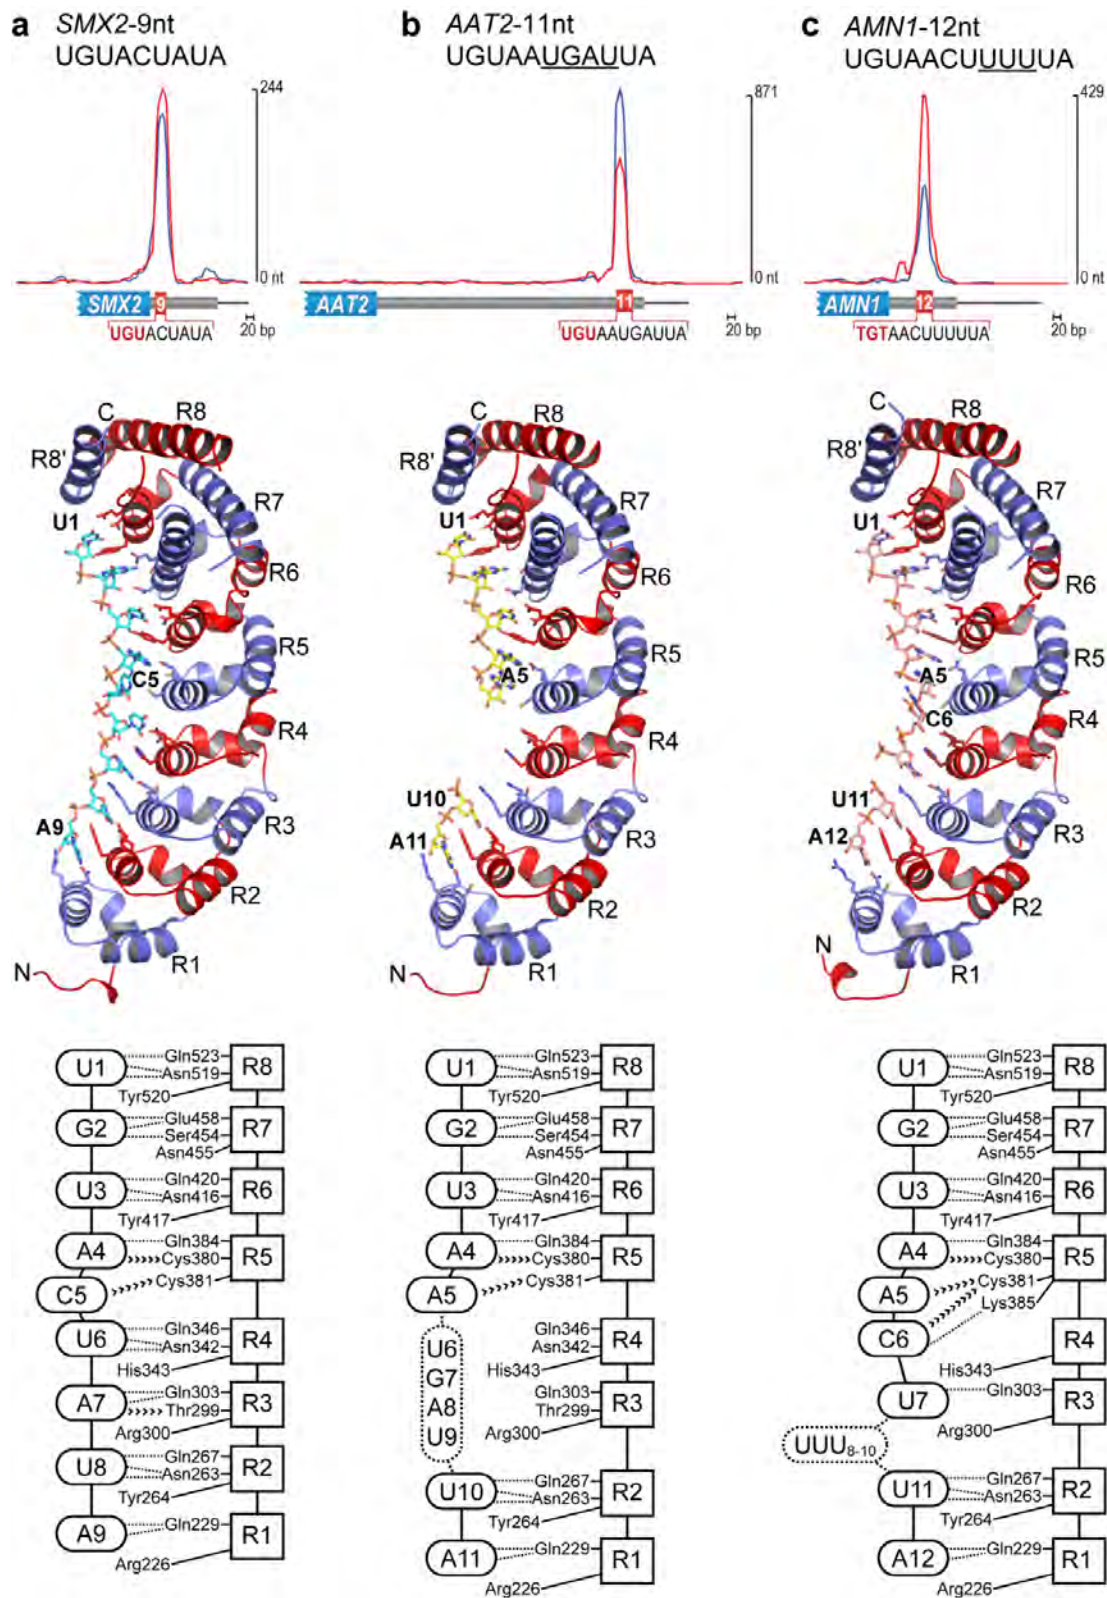 a SMX2-9nt
UGUACUAUA
244
0 nt
SMX2 9
UGUACUAUA
20 bp
b AAT2-11nt
UGUAAUGAUUA
871
0 nt
AAT2 11
UGUAAUGAUUA
20 bp
c AMN1-12nt
UGUAACUUUUUA
429
0 nt
AMN1 12
TGTAACUUUUUA
20 bp
C R8
R8'
R7
U1
R6
R5
C5
R4
A9
R3
R2
N
R1
C R8
R8'
R7
U1
R6
R5
A5
R4
U10
R3
A11
R2
N
R1
C
R8
R8'
R7
U1
R6
R5
A5
C6
R4
U11
R3
A12
R2
N
R1
U1 Gln523 R8
Asn519
Tyr520
G2 Glu458 R7
Ser454
Asn455
U3 Gln420 R6
Asn416
Tyr417
A4 Gln384 R5
Cys380
C5 Cys381
U6 Gln346 R4
Asn342
His343
A7 Gln303 R3
Thr299
Arg300
U8 Gln267 R2
Asn263
Tyr264
A9 Gln229 R1
Arg226
U1 Gln523 R8
Asn519
Tyr520
G2 Glu458 R7
Ser454
Asn455
U3 Gln420 R6
Asn416
Tyr417
A4 Gln384 R5
Cys380
A5 Cys381
U6 Gln346 R4
Asn342
G7 His343
A8 Gln303 R3
Thr299
U9 Arg300
U10 Gln267 R2
Asn263
Tyr264
A11 Gln229 R1
Arg226
U1 Gln523 R8
Asn519
Tyr520
G2 Glu458 R7
Ser454
Asn455
U3 Gln420 R6
Asn416
Tyr417
A4 Gln384 R5
Cys380
A5 Cys381
Lys385
C6 R4
His343
U7 Gln303 R3
Arg300
UUU8-10
U11 Gln267 R2
Asn263
Tyr264
A12 Gln229 R1
Arg226